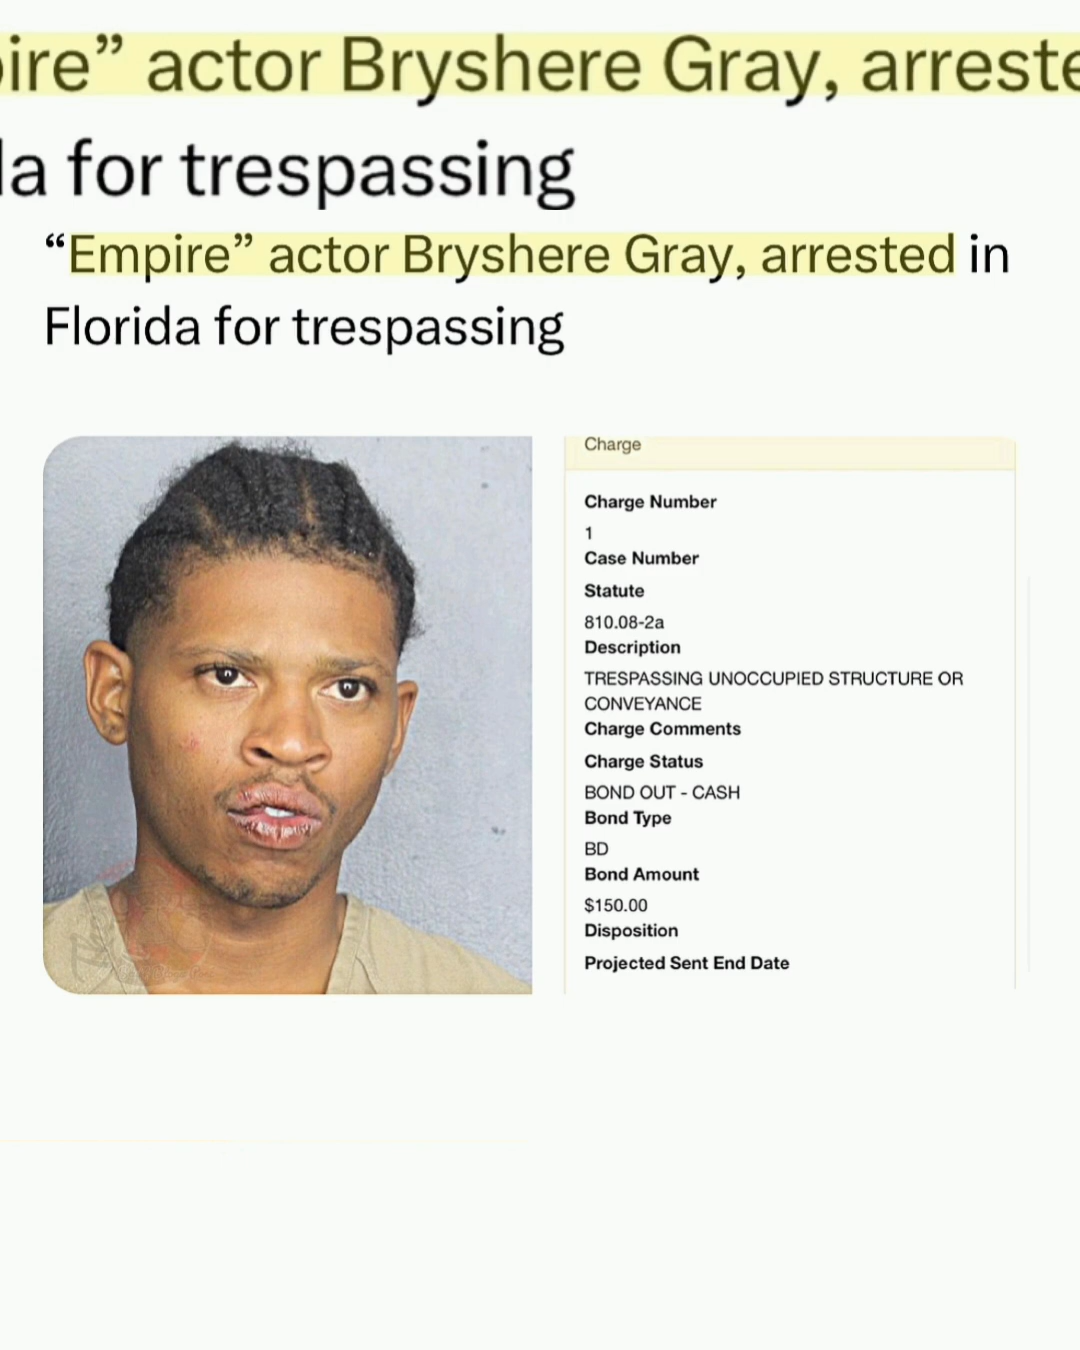 pire” actor Bryshere Gray, arreste
da for trespassing
“Empire” actor Bryshere Gray, arrested in
Florida for trespassing
Charge
Charge Number
1
Case Number
Statute
810.08-2a
Description
TRESPASSING UNOCCUPIED STRUCTURE OR
CONVEYANCE
Charge Comments
Charge Status
BOND OUT - CASH
Bond Type
BD
Bond Amount
$150.00
Disposition
Projected Sent End Date